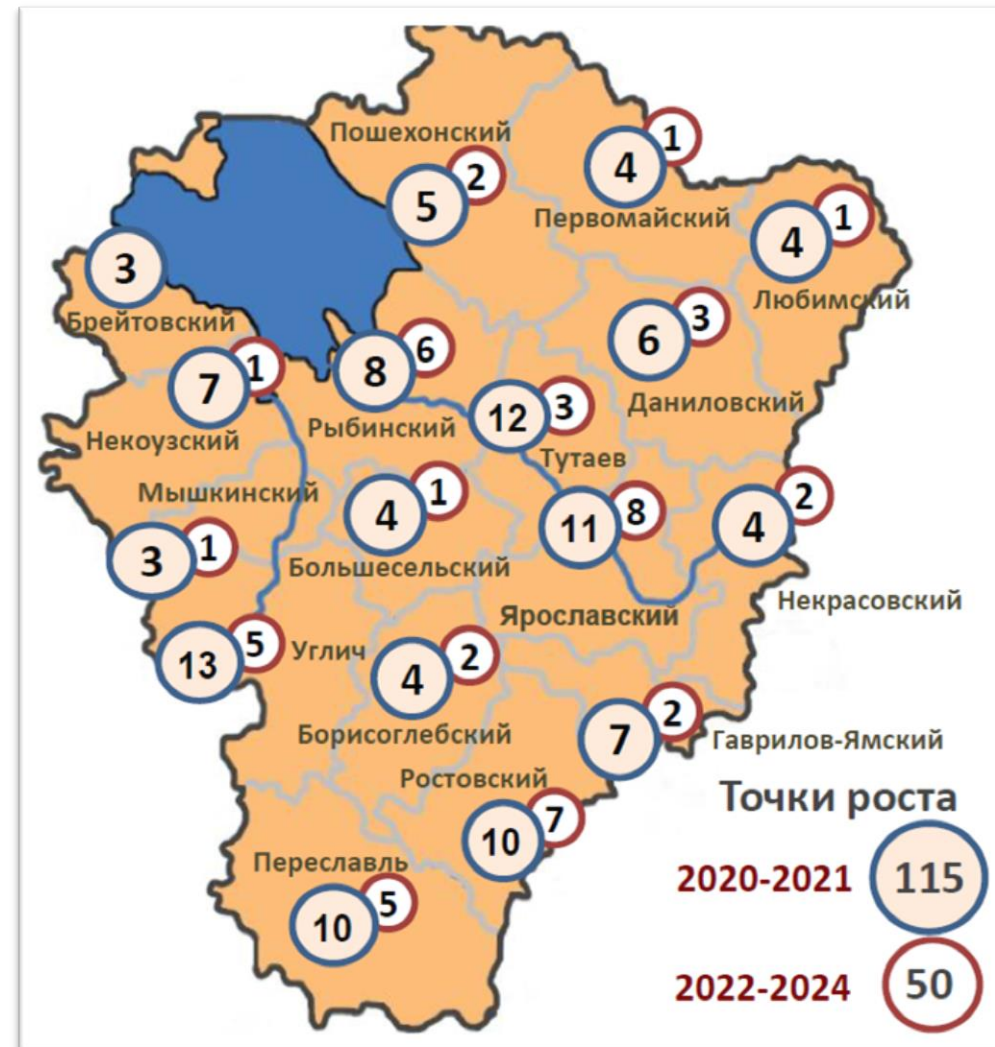 Пошехонский
1
4
2
5
Первомайский
1
4
3
Любимский
Брейтовский
3
6
6
8
1
7
Даниловский
3
12
Рыбинский
Некоузский
Тутаев
Мышкинский
1
4
8
11
2
4
1
3
Большесельский
Некрасовский
Ярославский
5
13
Углич
2
4
2
7
Борисоглебский
Гаврилов-Ямский
Ростовский
Точки роста
7
10
Переславль
2020-2021
115
5
10
2022-2024
50